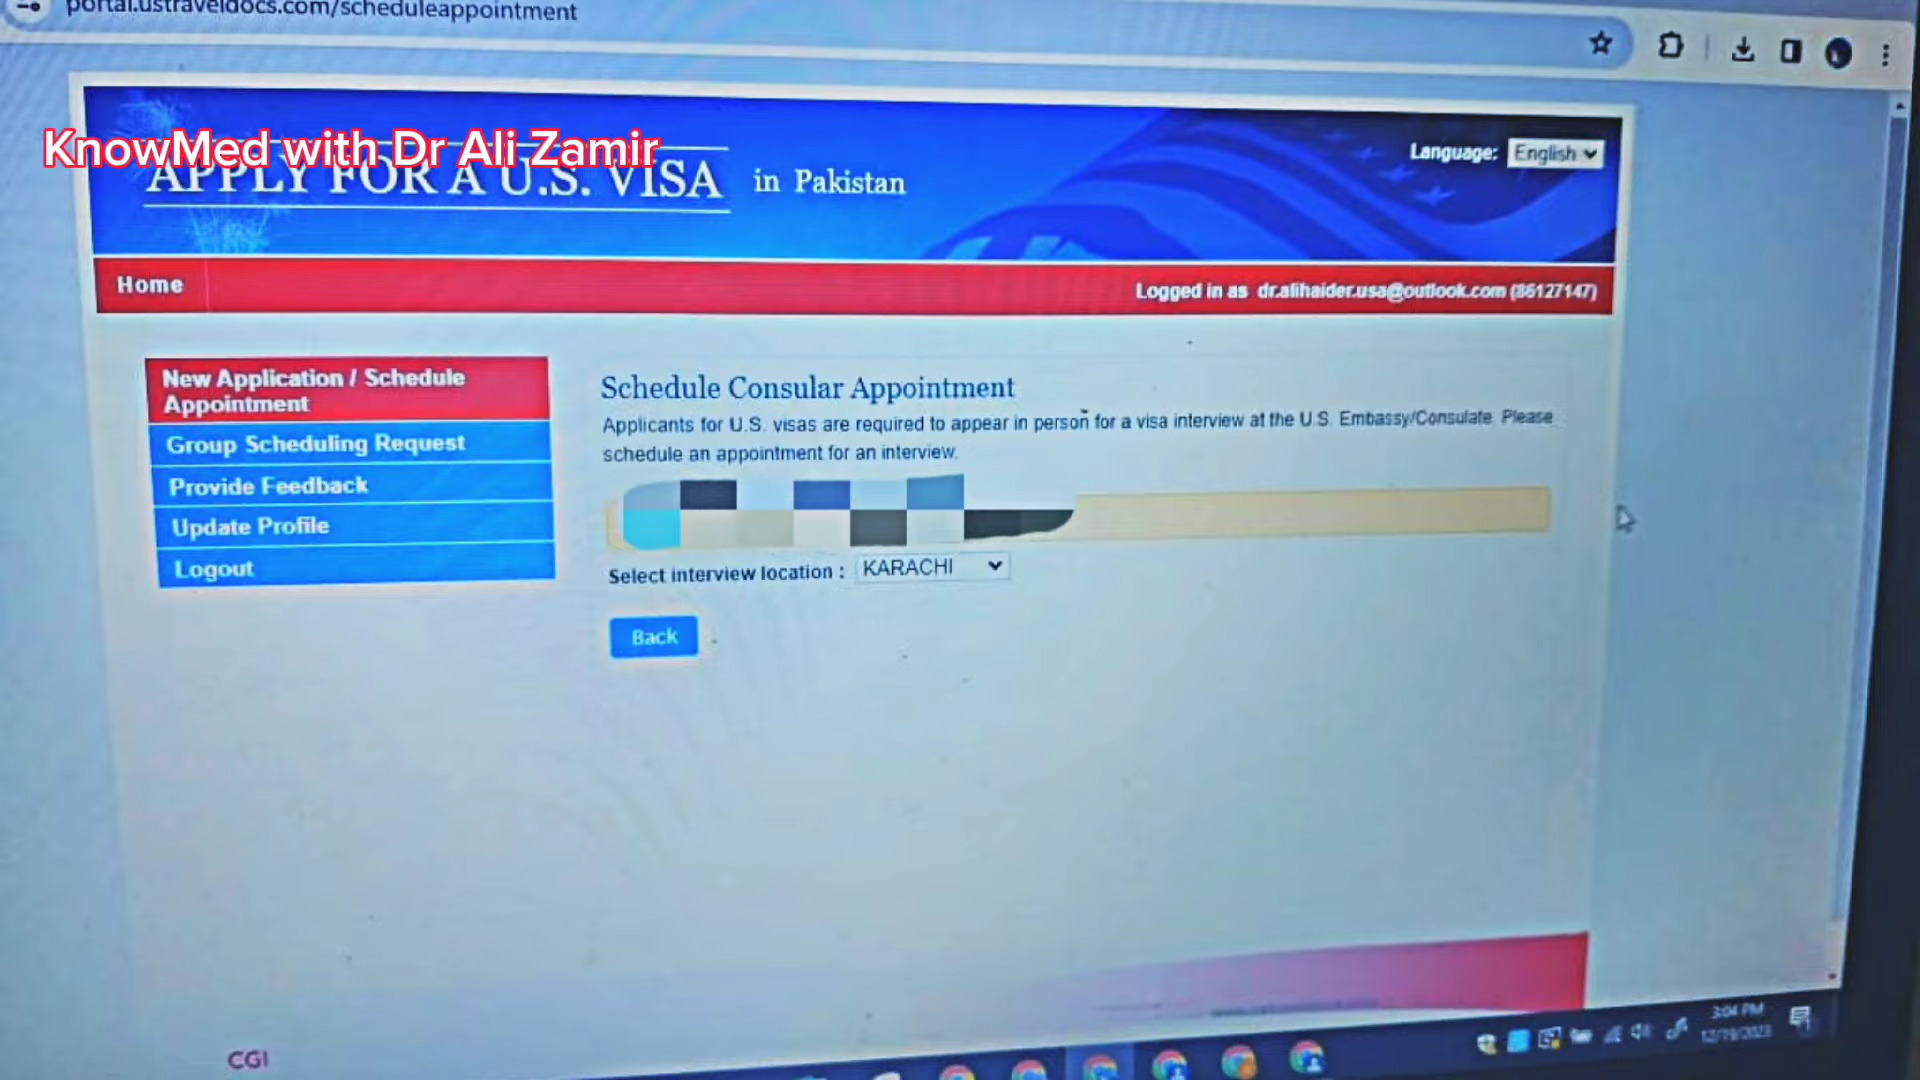 portal.ustraveldocs.com/scheduleappointment
KnowMed with Dr Ali Zamir
APPLY FOR A U.S. VISA in Pakistan
Language: English
Home
Logged in as dr.alihaider.usa@outlook.com (86127147)
New Application / Schedule
Appointment
Group Scheduling Request
Provide Feedback
Update Profile
Logout
Schedule Consular Appointment
Applicants for U.S. visas are required to appear in person for a visa interview at the U.S. Embassy/Consulate. Please
schedule an appointment for an interview.
Select interview location : KARACHI
Back
3:04 PM
12/19/2023
CGI